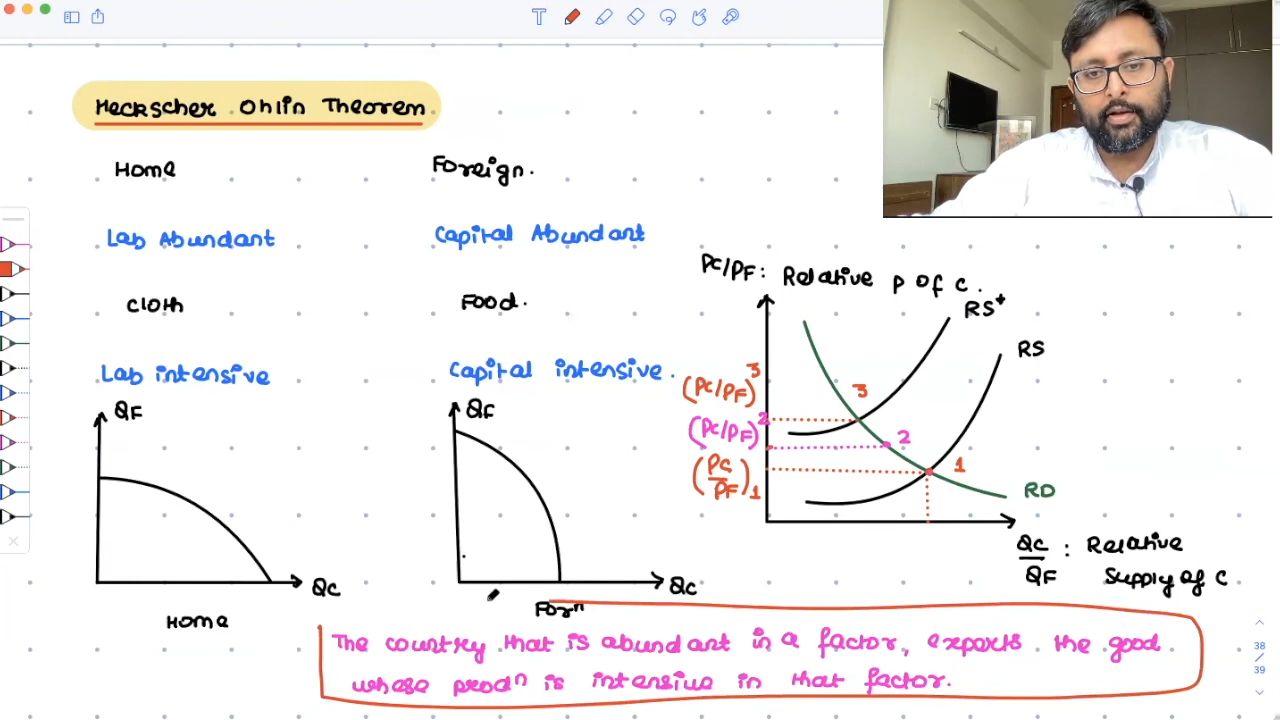 Heckscher Ohlin Theorem
Home
Foreign.
Lab Abundant
Capital Abundant
Cloth
Food.
Lab intensive
Capital intensive.
QF
QC
Home
QF
QC
Forⁿ
PC/PF : Relative P of C.
RS*
RS
(PC/PF)³
3
(PC/PF)²
2
(PC/PF)₁
1
RD
QC/QF : Relative
Supply of C
The country that is abundant in a factor, exports the good
whose prodⁿ is intensive in that factor.
38
/
39